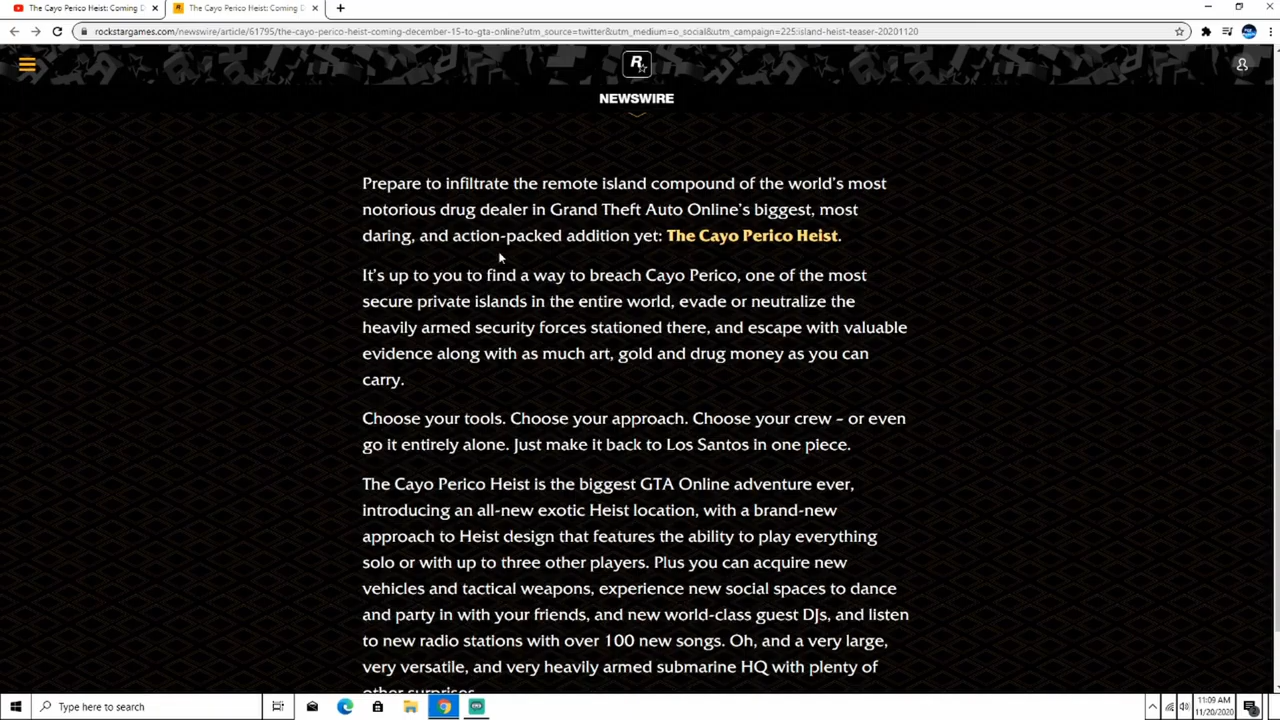 The Cayo Perico Heist: Coming D
The Cayo Perico Heist: Coming D
rockstargames.com/newswire/article/61795/the-cayo-perico-heist-coming-december-15-to-gta-online?utm_source=twitter&utm_medium=o_social&utm_campaign=225:island-heist-teaser-20201120
R
NEWSWIRE
Prepare to infiltrate the remote island compound of the world's most
notorious drug dealer in Grand Theft Auto Online's biggest, most
daring, and action-packed addition yet: The Cayo Perico Heist.
It's up to you to find a way to breach Cayo Perico, one of the most
secure private islands in the entire world, evade or neutralize the
heavily armed security forces stationed there, and escape with valuable
evidence along with as much art, gold and drug money as you can
carry.
Choose your tools. Choose your approach. Choose your crew – or even
go it entirely alone. Just make it back to Los Santos in one piece.
The Cayo Perico Heist is the biggest GTA Online adventure ever,
introducing an all-new exotic Heist location, with a brand-new
approach to Heist design that features the ability to play everything
solo or with up to three other players. Plus you can acquire new
vehicles and tactical weapons, experience new social spaces to dance
and party in with your friends, and new world-class guest DJs, and listen
to new radio stations with over 100 new songs. Oh, and a very large,
very versatile, and very heavily armed submarine HQ with plenty of
other surprises.
Type here to search
11:09 AM
11/20/2020